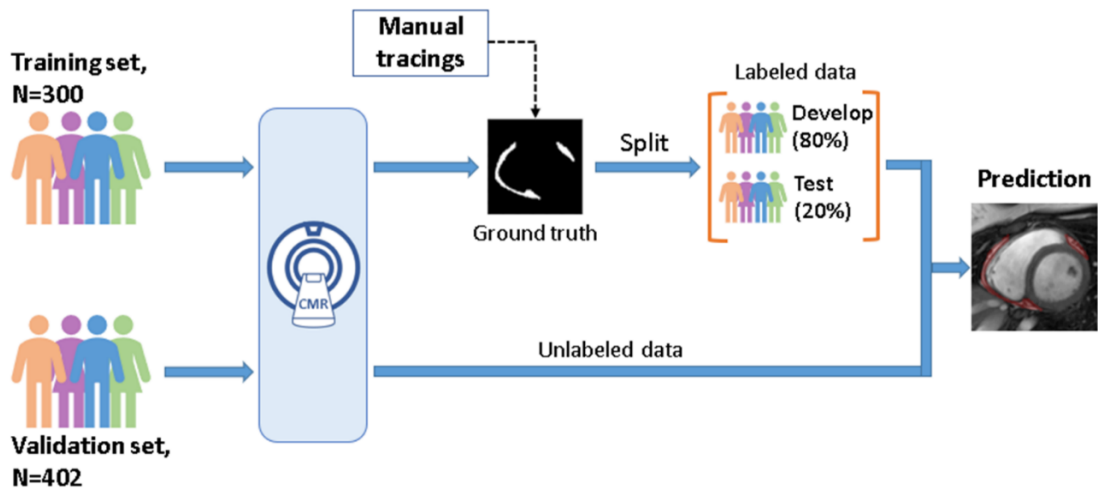 Training set,
N=300
Manual
tracings
Ground truth
Split
Labeled data
Develop
(80%)
Test
(20%)
Prediction
CMR
Unlabeled data
Validation set,
N=402